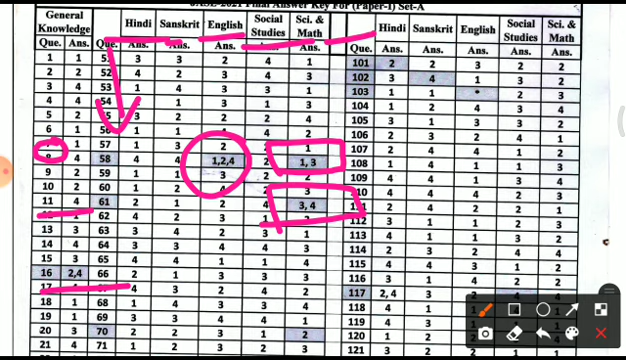 Final Answer Key For (Paper-I) Set-A
General Knowledge Hindi Sanskrit English Social Studies Sci. & Math Hindi Sanskrit English Social Studies Sci. & Math
Que. Ans. Que. Ans. Ans. Ans. Ans. Ans. Que. Ans. Ans. Ans. Ans. Ans.
1 1 3 3 2 4 1 101 2 2 3 2 2
2 2 52 4 2 3 4 3 102 3 4 1 3 2
3 4 53 1 4 3 3 1 103 1 1 * 2 3
4 4 54 1 3 1 3 104 1 2 4 3 4
5 2 3 2 2 2 4 105 1 1 3 3 2
6 1 56 1 1 4 2 106 2 3 2 4 1
1 57 1 3 2 1 107 2 4 4 1 2
4 58 4 4 1,2,4 2 1, 3 108 1 4 1 1 3
9 2 59 1 1 3 2 109 4 4 1 3 4
10 2 60 1 2 2 3 4 4 4 2 3
11 4 61 2 1 2 4 3, 4 2 4 2 2 1
62 4 2 3 1 112 3 1 1 2 3
13 3 63 3 4 2 3 1 113 4 1 1 3 2
14 4 64 3 3 4 4 3 114 2 3 2 4 4
15 3 65 4 4 1 1 4 115 4 4 3 1 2
16 2,4 66 2 1 3 3 3 116 3 1 4 2 2
17 4 3 2 4 2 117 2, 4 3
18 1 68 1 4 3 3 4 118 4 1
19 1 69 3 3 4 4 1 119 4 3
20 3 70 2 2 3 1 2 120 1 2
21 4 71 1 2 3 2 3 121 3 2